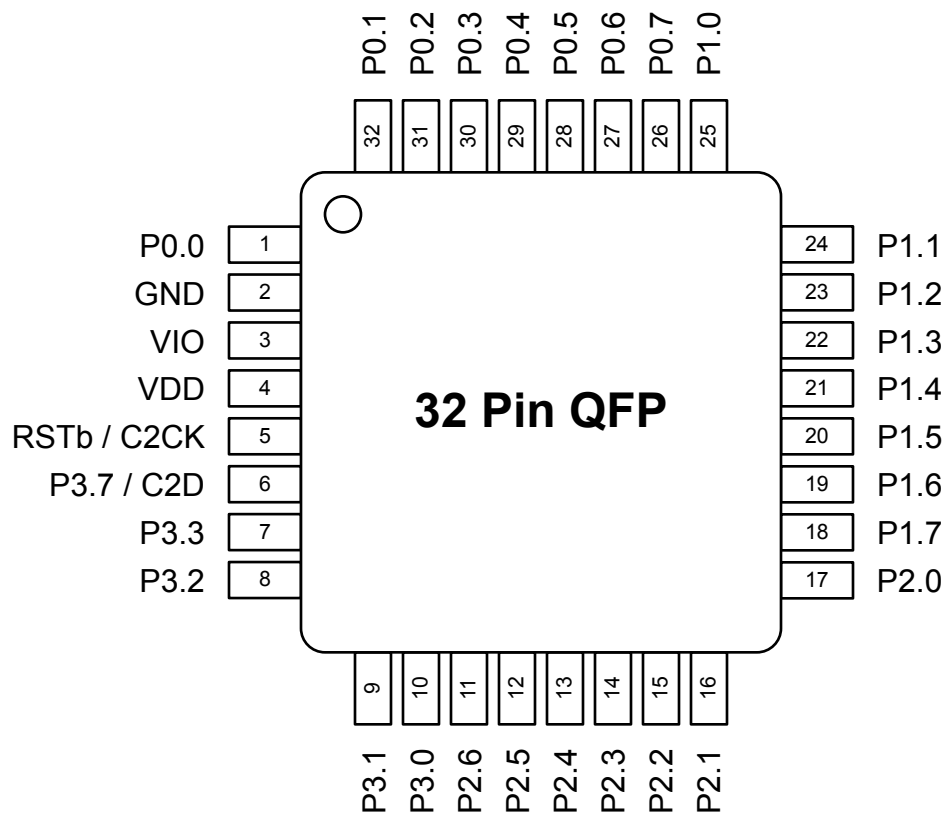 P0.1
P0.2
P0.3
P0.4
P0.5
P0.6
P0.7
P1.0
32
31
30
29
28
27
26
25
P0.0 1
GND 2
VIO 3
VDD 4
RSTb / C2CK 5
P3.7 / C2D 6
P3.3 7
P3.2 8
32 Pin QFP
24 P1.1
23 P1.2
22 P1.3
21 P1.4
20 P1.5
19 P1.6
18 P1.7
17 P2.0
9
10
11
12
13
14
15
16
P3.1
P3.0
P2.6
P2.5
P2.4
P2.3
P2.2
P2.1